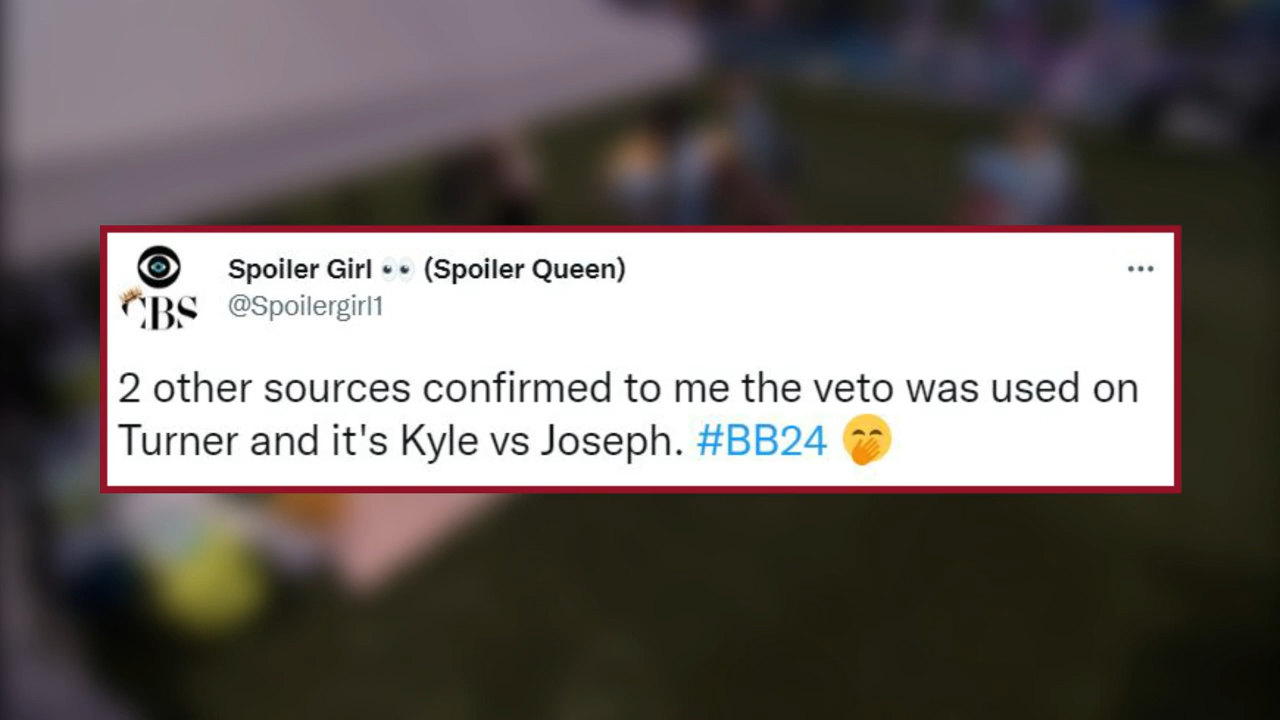 CBS
Spoiler Girl 👀 (Spoiler Queen)
@Spoilergirl1
2 other sources confirmed to me the veto was used on
Turner and it's Kyle vs Joseph. #BB24 🤭